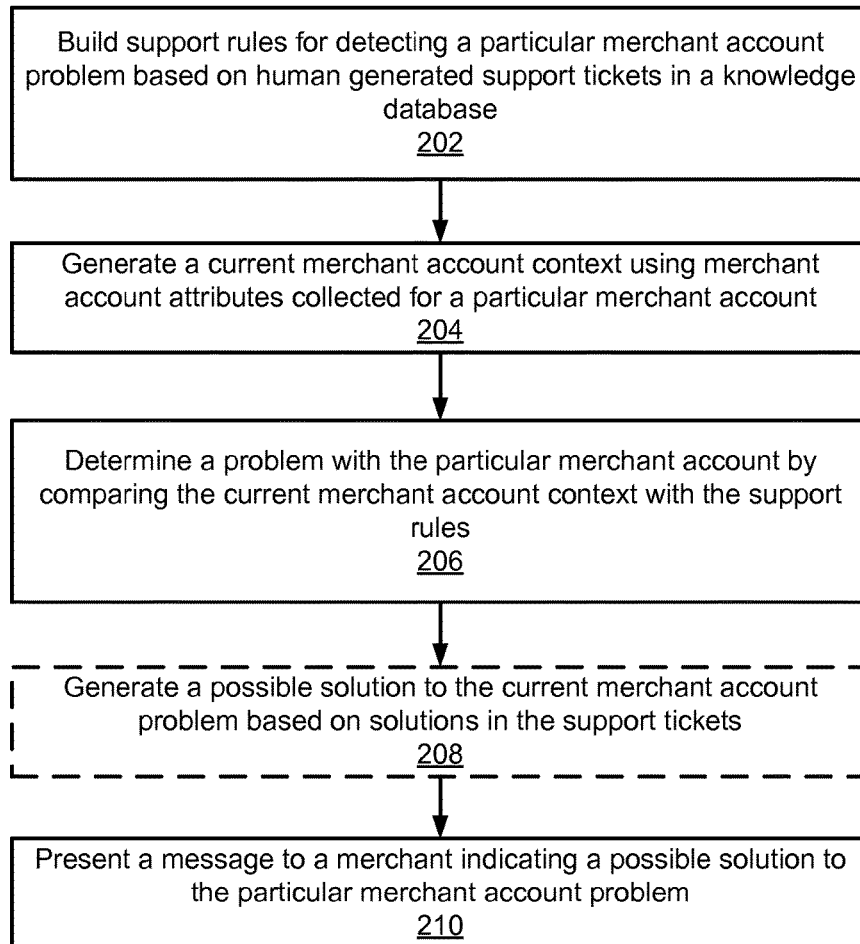 Build support rules for detecting a particular merchant account
problem based on human generated support tickets in a knowledge
database
202
Generate a current merchant account context using merchant
account attributes collected for a particular merchant account
204
Determine a problem with the particular merchant account by
comparing the current merchant account context with the support
rules
206
Generate a possible solution to the current merchant account
problem based on solutions in the support tickets
208
Present a message to a merchant indicating a possible solution to
the particular merchant account problem
210